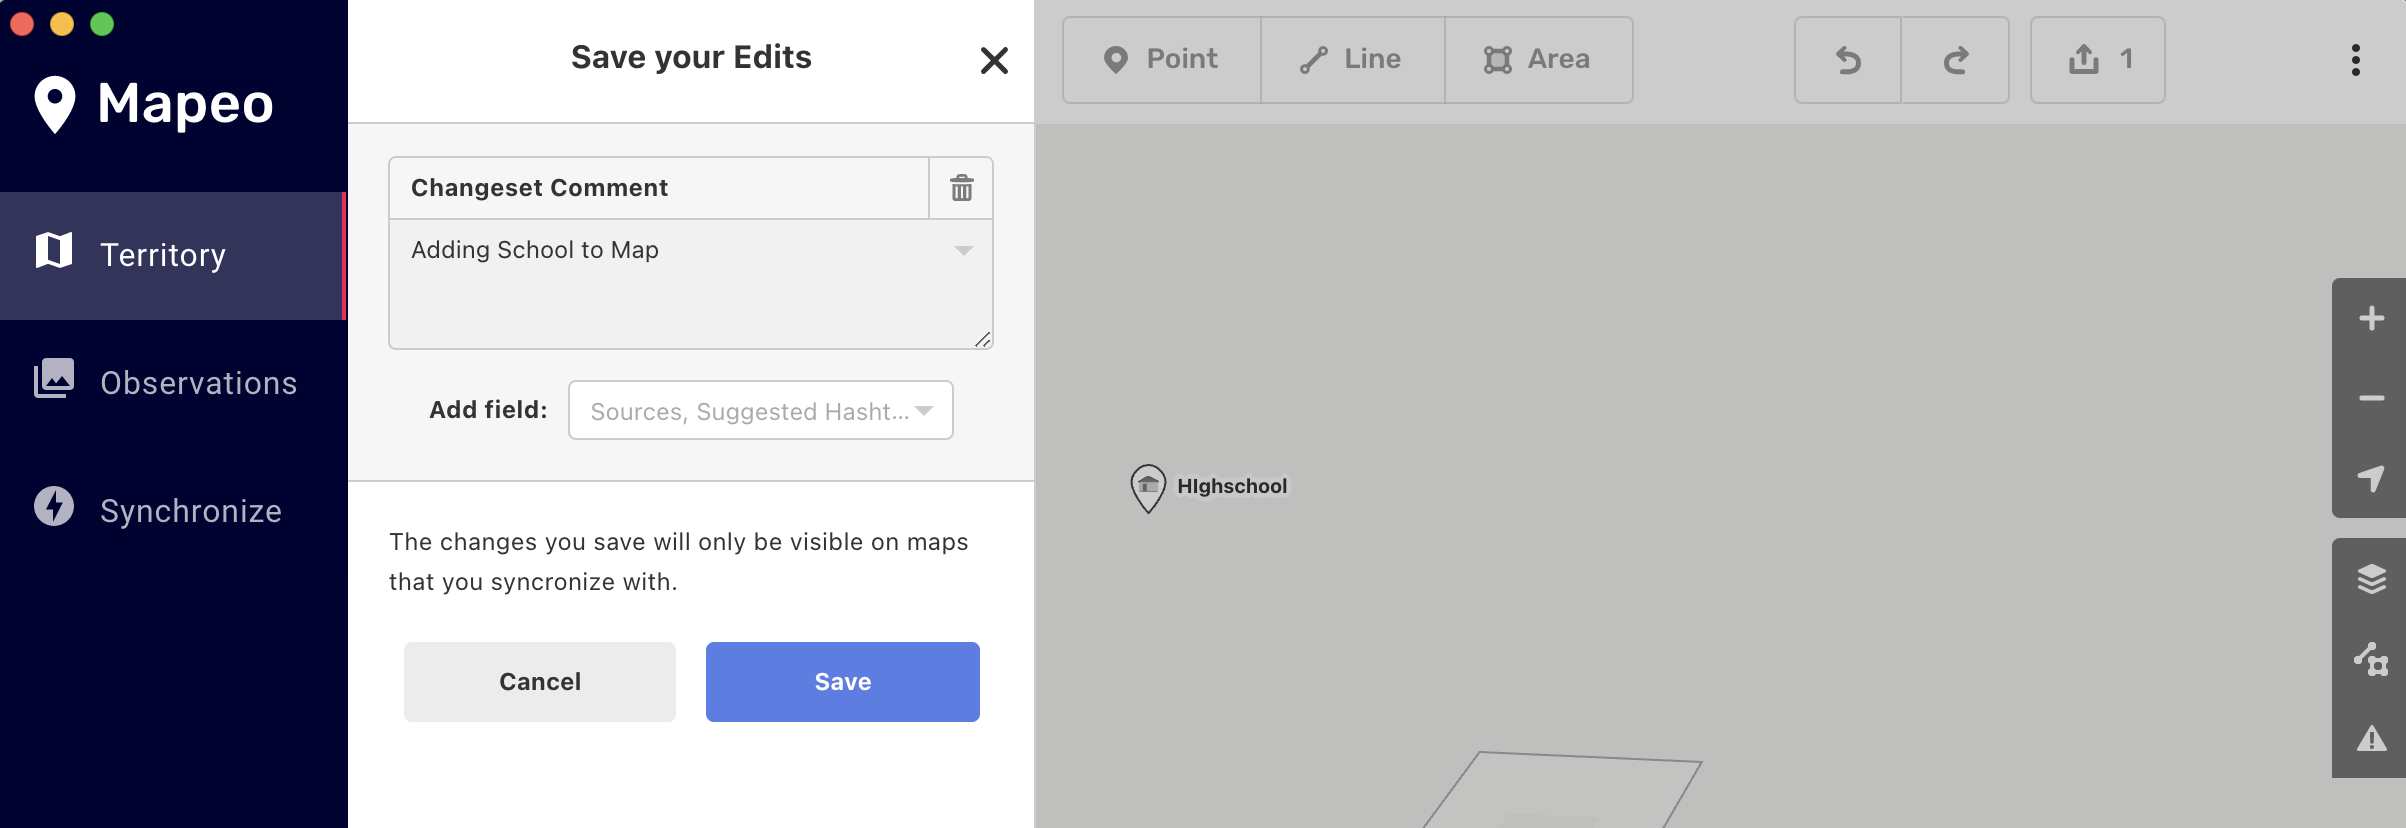 Mapeo
Territory
Observations
Synchronize
Save your Edits
Changeset Comment
Adding School to Map
Add field:
Sources, Suggested Hasht...
The changes you save will only be visible on maps
that you syncronize with.
Cancel
Save
Point
Line
Area
1
HIghschool